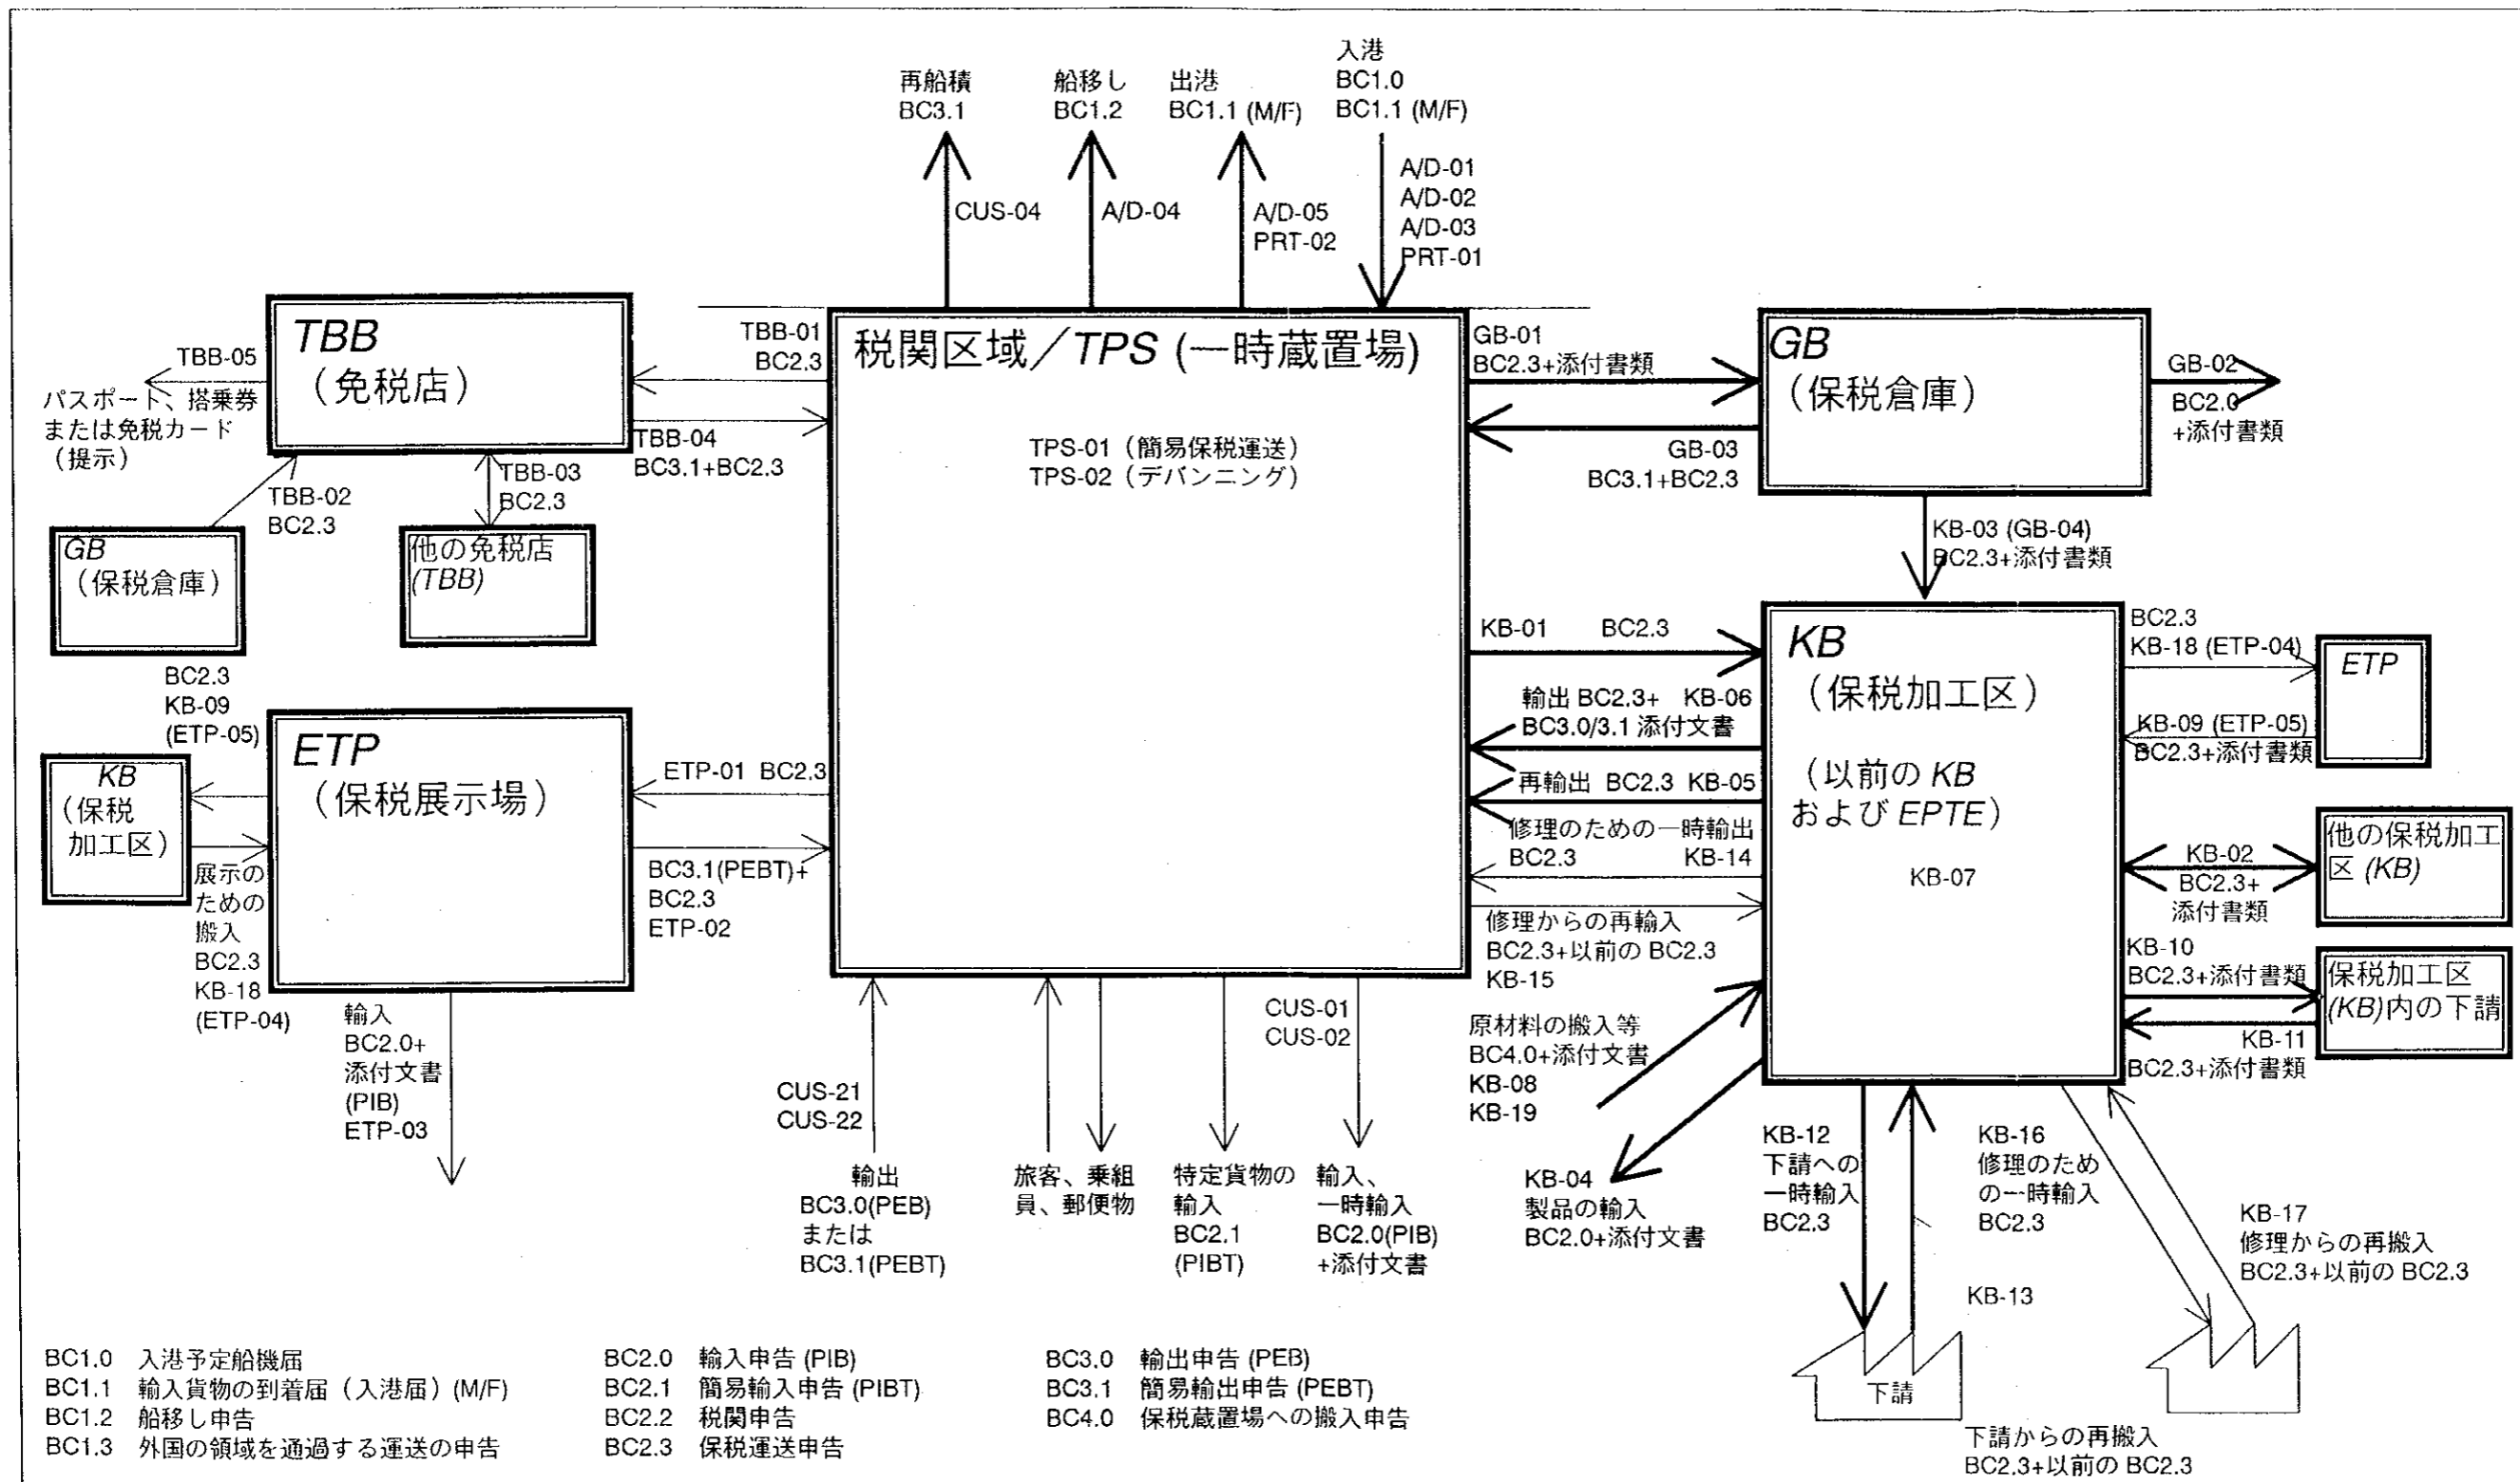 再船積
BC3.1
船移し
BC1.2
出港
BC1.1 (M/F)
入港
BC1.0
BC1.1 (M/F)
CUS-04
A/D-04
A/D-05
PRT-02
A/D-01
A/D-02
A/D-03
PRT-01
TBB
（免税店）
TBB-05
パスポート、搭乗券
または免税カード
（提示）
TBB-01
BC2.3
TBB-04
BC3.1+BC2.3
TBB-02
BC2.3
TBB-03
BC2.3
GB
（保税倉庫）
他の免税店
(TBB)
税関区域／TPS (一時蔵置場)
TPS-01（簡易保税運送）
TPS-02（デバンニング）
GB-01
BC2.3+添付書類
GB-03
BC3.1+BC2.3
GB
（保税倉庫）
GB-02
BC2.0
+添付書類
KB-03 (GB-04)
BC2.3+添付書類
BC2.3
KB-09
(ETP-05)
KB
（保税
加工区）
展示の
ための
搬入
BC2.3
KB-18
(ETP-04)
ETP
（保税展示場）
ETP-01 BC2.3
BC3.1(PEBT)+
BC2.3
ETP-02
輸入
BC2.0+
添付文書
(PIB)
ETP-03
KB-01 BC2.3
輸出 BC2.3+ KB-06
BC3.0/3.1 添付文書
再輸出 BC2.3 KB-05
修理のための一時輸出
BC2.3 KB-14
修理からの再輸入
BC2.3+以前の BC2.3
KB-15
原材料の搬入等
BC4.0+添付文書
KB-08
KB-19
KB-04
製品の輸入
BC2.0+添付文書
KB
（保税加工区）
（以前の KB
および EPTE）
KB-07
BC2.3
KB-18 (ETP-04)
ETP
KB-09 (ETP-05)
BC2.3+添付書類
KB-02
BC2.3+
添付書類
他の保税加工
区 (KB)
KB-10
BC2.3+添付書類
保税加工区
(KB)内の下請
KB-11
BC2.3+添付書類
CUS-21
CUS-22
輸出
BC3.0(PEB)
または
BC3.1(PEBT)
旅客、乗組
員、郵便物
特定貨物の
輸入
BC2.1
(PIBT)
CUS-01
CUS-02
輸入、
一時輸入
BC2.0(PIB)
+添付文書
KB-12
下請への
一時輸入
BC2.3
KB-16
修理のため
の一時輸入
BC2.3
KB-13
KB-17
修理からの再搬入
BC2.3+以前の BC2.3
下請
下請からの再搬入
BC2.3+以前の BC2.3
BC1.0 入港予定船機届
BC1.1 輸入貨物の到着届（入港届）(M/F)
BC1.2 船移し申告
BC1.3 外国の領域を通過する運送の申告
BC2.0 輸入申告 (PIB)
BC2.1 簡易輸入申告 (PIBT)
BC2.2 税関申告
BC2.3 保税運送申告
BC3.0 輸出申告 (PEB)
BC3.1 簡易輸出申告 (PEBT)
BC4.0 保税蔵置場への搬入申告